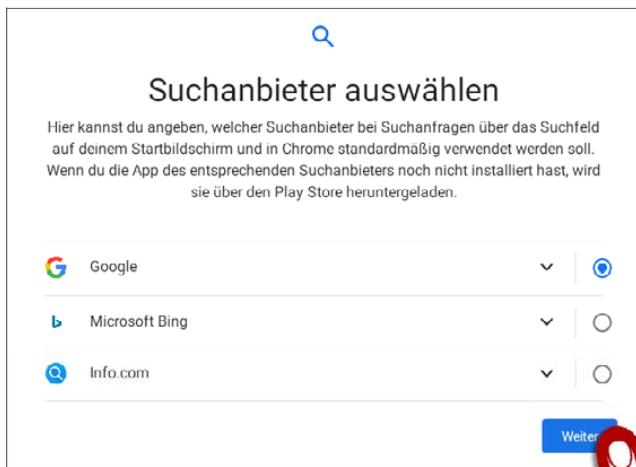 Suchanbieter auswählen
Hier kannst du angeben, welcher Suchanbieter bei Suchanfragen über das Suchfeld
auf deinem Startbildschirm und in Chrome standardmäßig verwendet werden soll.
Wenn du die App des entsprechenden Suchanbieters noch nicht installiert hast, wird
sie über den Play Store heruntergeladen.
Google
Microsoft Bing
Info.com
Weiter